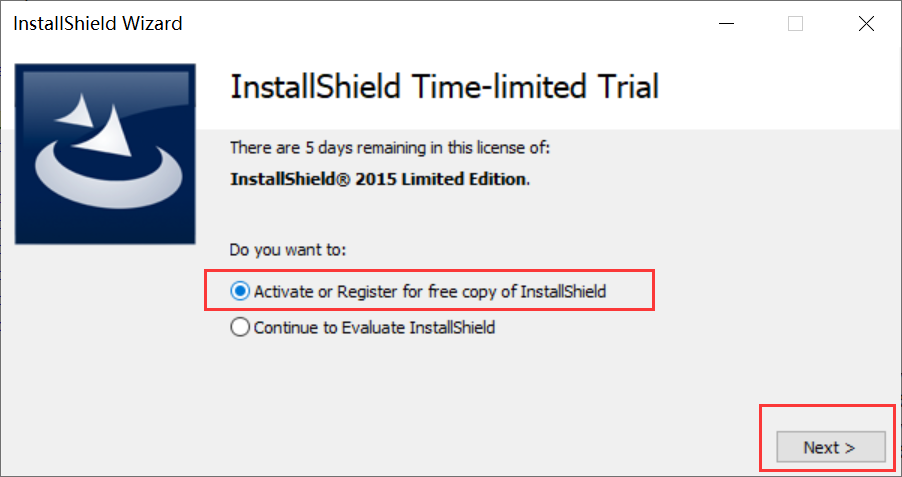 InstallShield Wizard
InstallShield Time-limited Trial
There are 5 days remaining in this license of:
InstallShield® 2015 Limited Edition.
Do you want to:
Activate or Register for free copy of InstallShield
Continue to Evaluate InstallShield
Next >